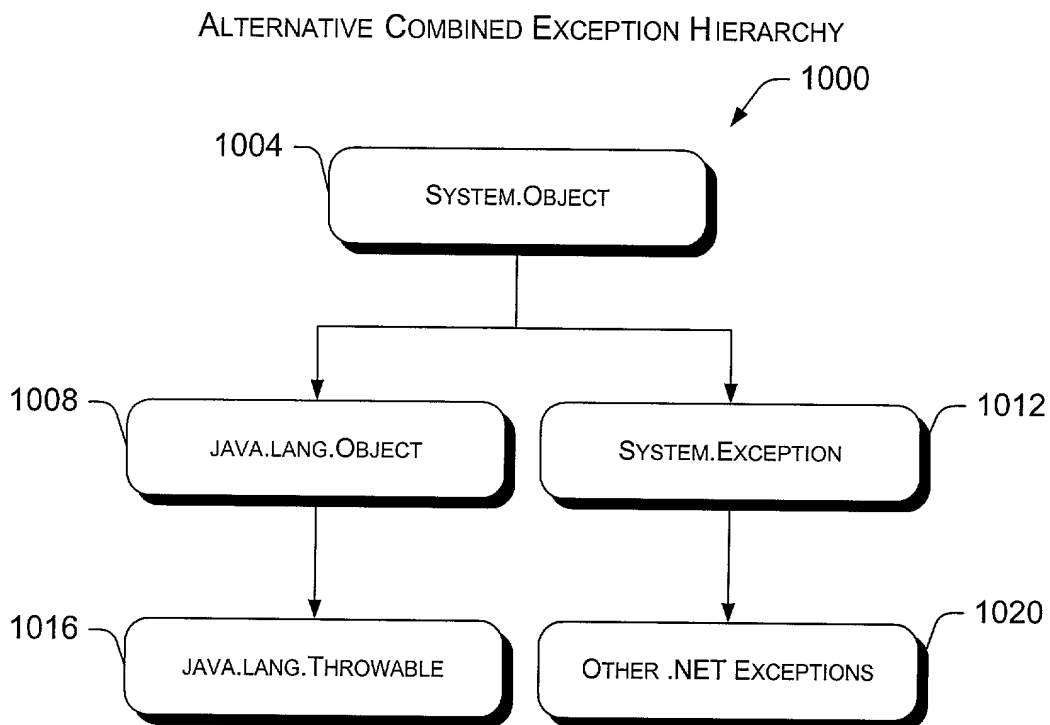 ALTERNATIVE COMBINED EXCEPTION HIERARCHY
1000
1004
SYSTEM.OBJECT
1008
JAVA.LANG.OBJECT
1012
SYSTEM.EXCEPTION
1016
JAVA.LANG.THROWABLE
1020
OTHER .NET EXCEPTIONS